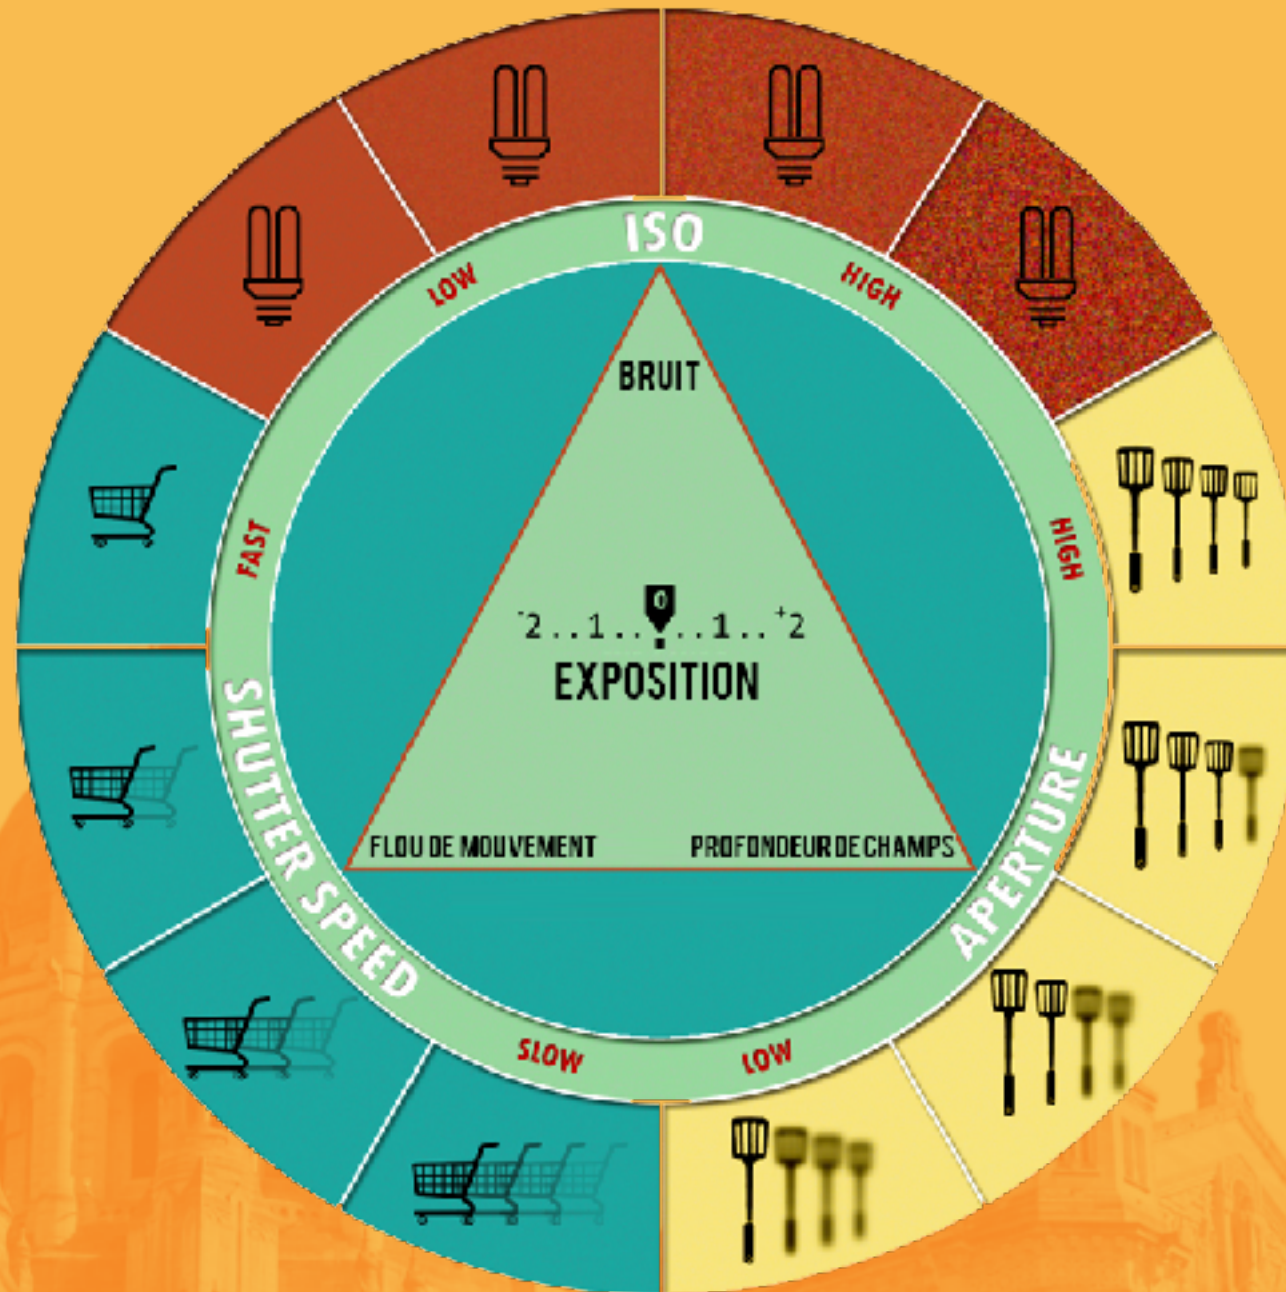 ISO
LOW
HIGH
BRUIT
FAST
HIGH
0
-2..1.. ..1..+2
EXPOSITION
SHUTTER SPEED
APERTURE
FLOU DE MOUVEMENT
PROFONDEUR DE CHAMPS
SLOW
LOW